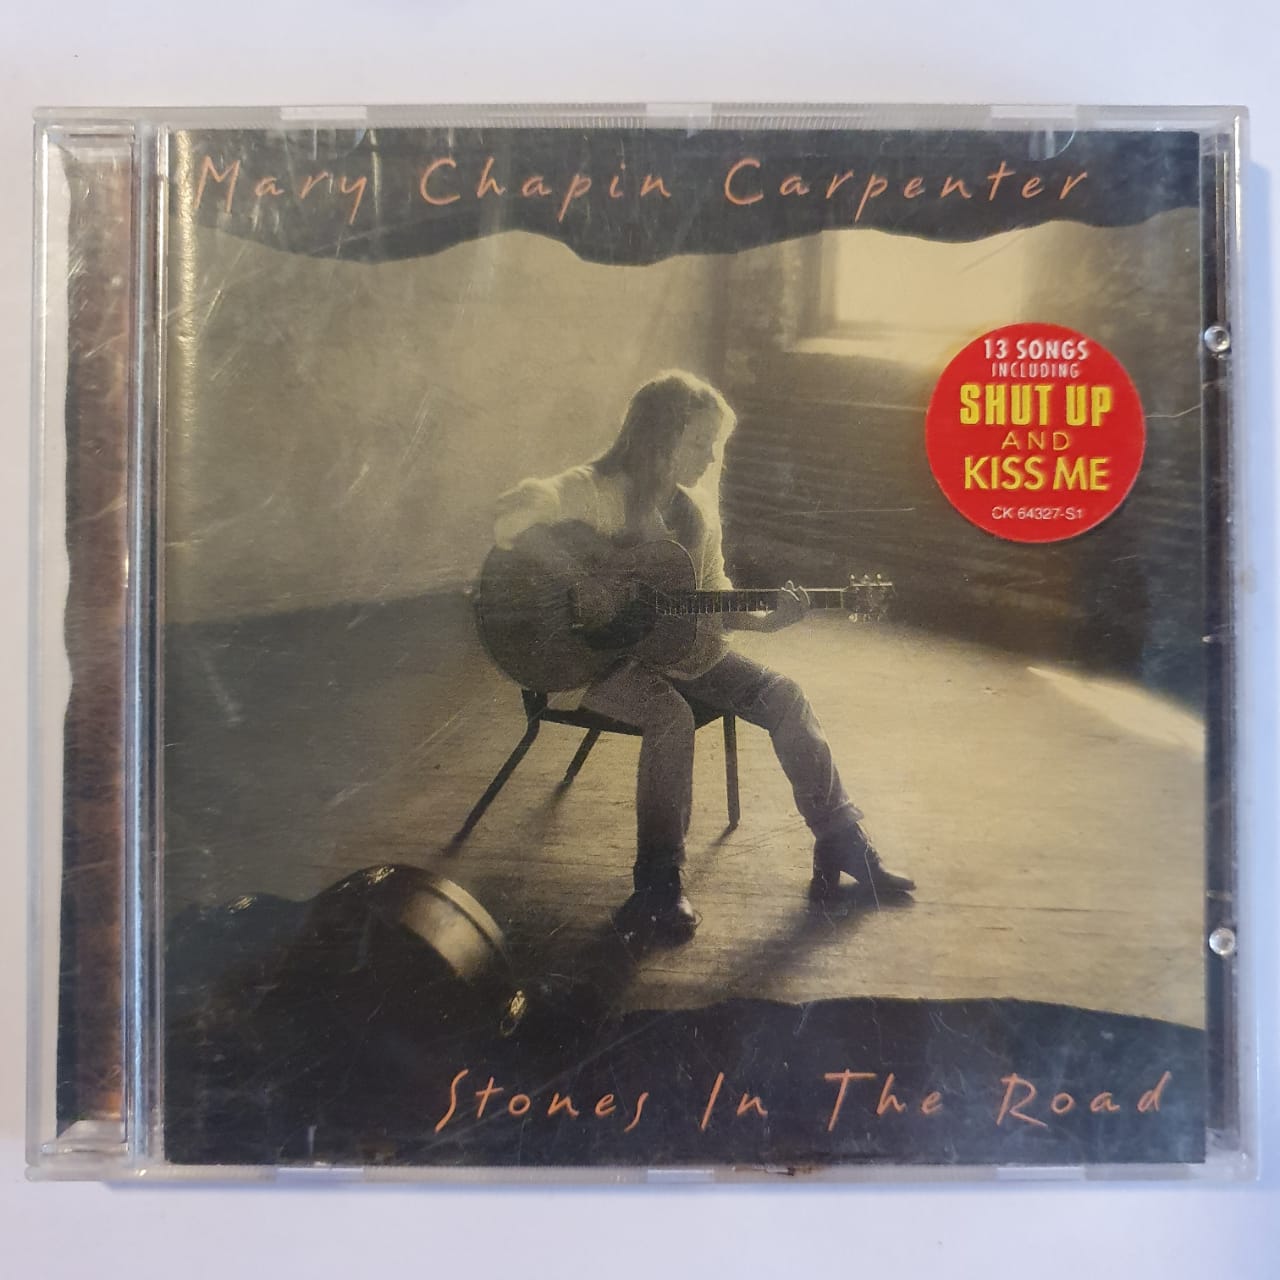 Mary Chapin Carpenter
13 SONGS
INCLUDING
SHUT UP
AND
KISS ME
CK 64327-S1
Stones In The Road